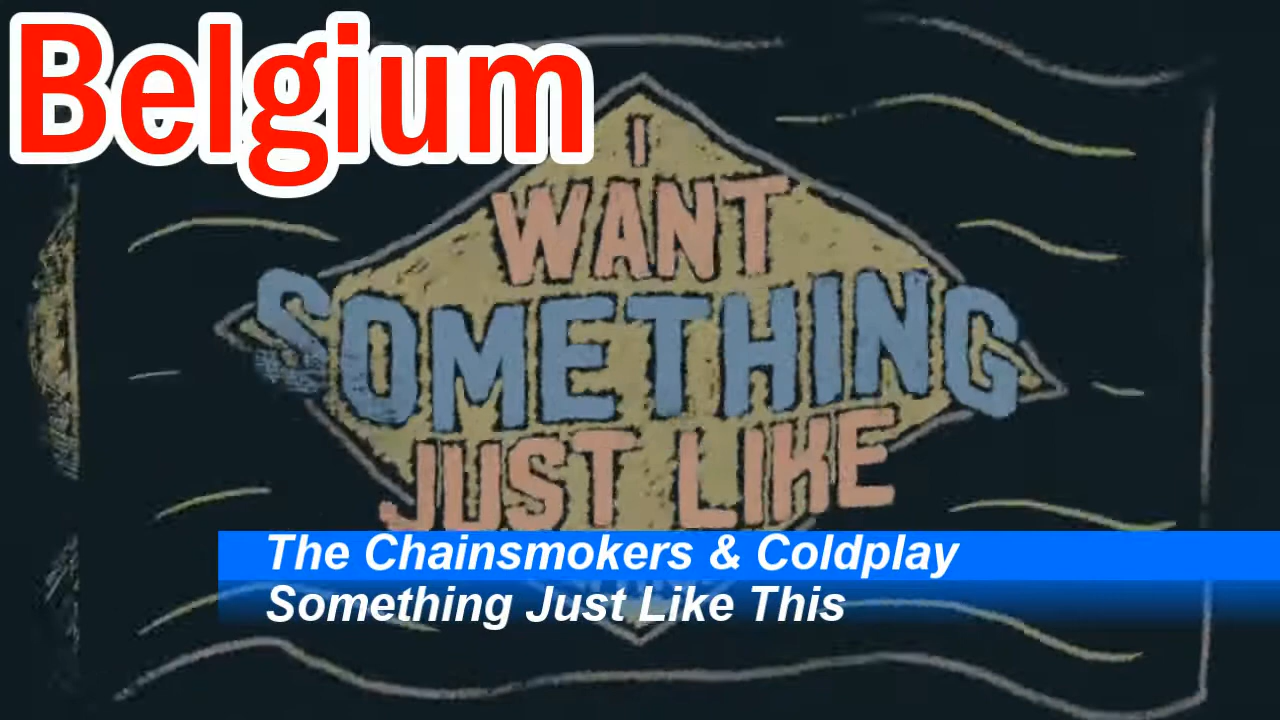 Belgium
I
WANT
SOMETHING
JUST LIKE
The Chainsmokers & Coldplay
Something Just Like This